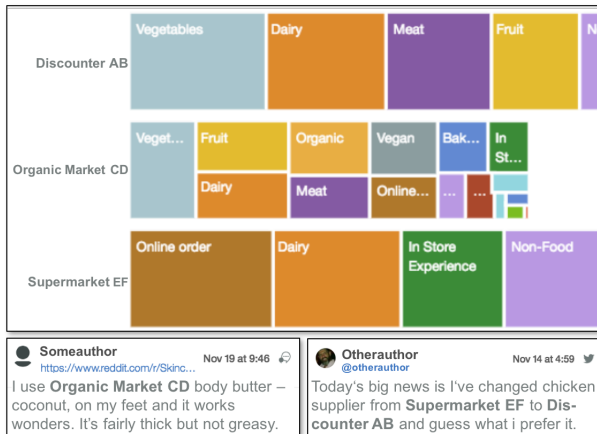 Vegetables Dairy Meat Fruit N
Discounter AB
Veget... Fruit Organic Vegan Bak... In
St...
Organic Market CD
Dairy Meat Online... ... ...
Online order Dairy In Store Non-Food
Experience
Supermarket EF
Someauthor
https://www.reddit.com/r/Skinc...
Nov 19 at 9:46
I use Organic Market CD body butter –
coconut, on my feet and it works
wonders. It's fairly thick but not greasy.
Otherauthor
@otherauthor
Nov 14 at 4:59
Today's big news is I've changed chicken
supplier from Supermarket EF to Dis-
counter AB and guess what i prefer it.